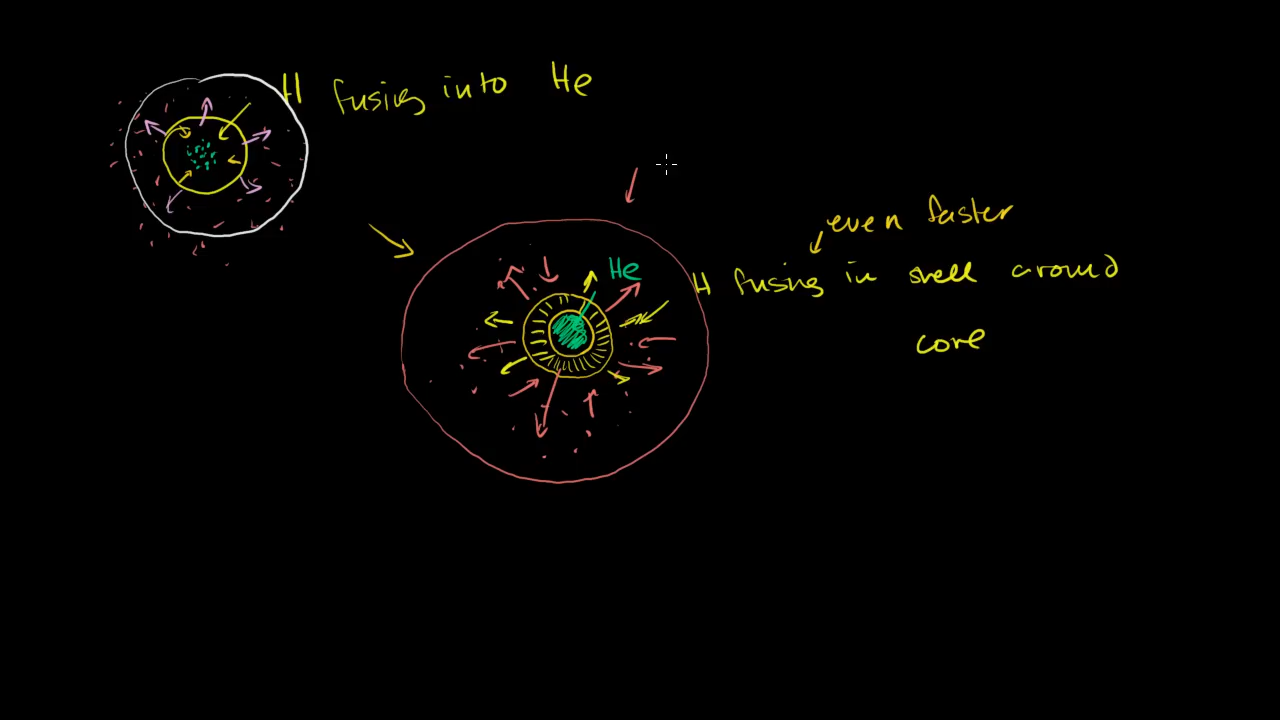 H fusing into He
even faster
He
H fusing in shell around
core